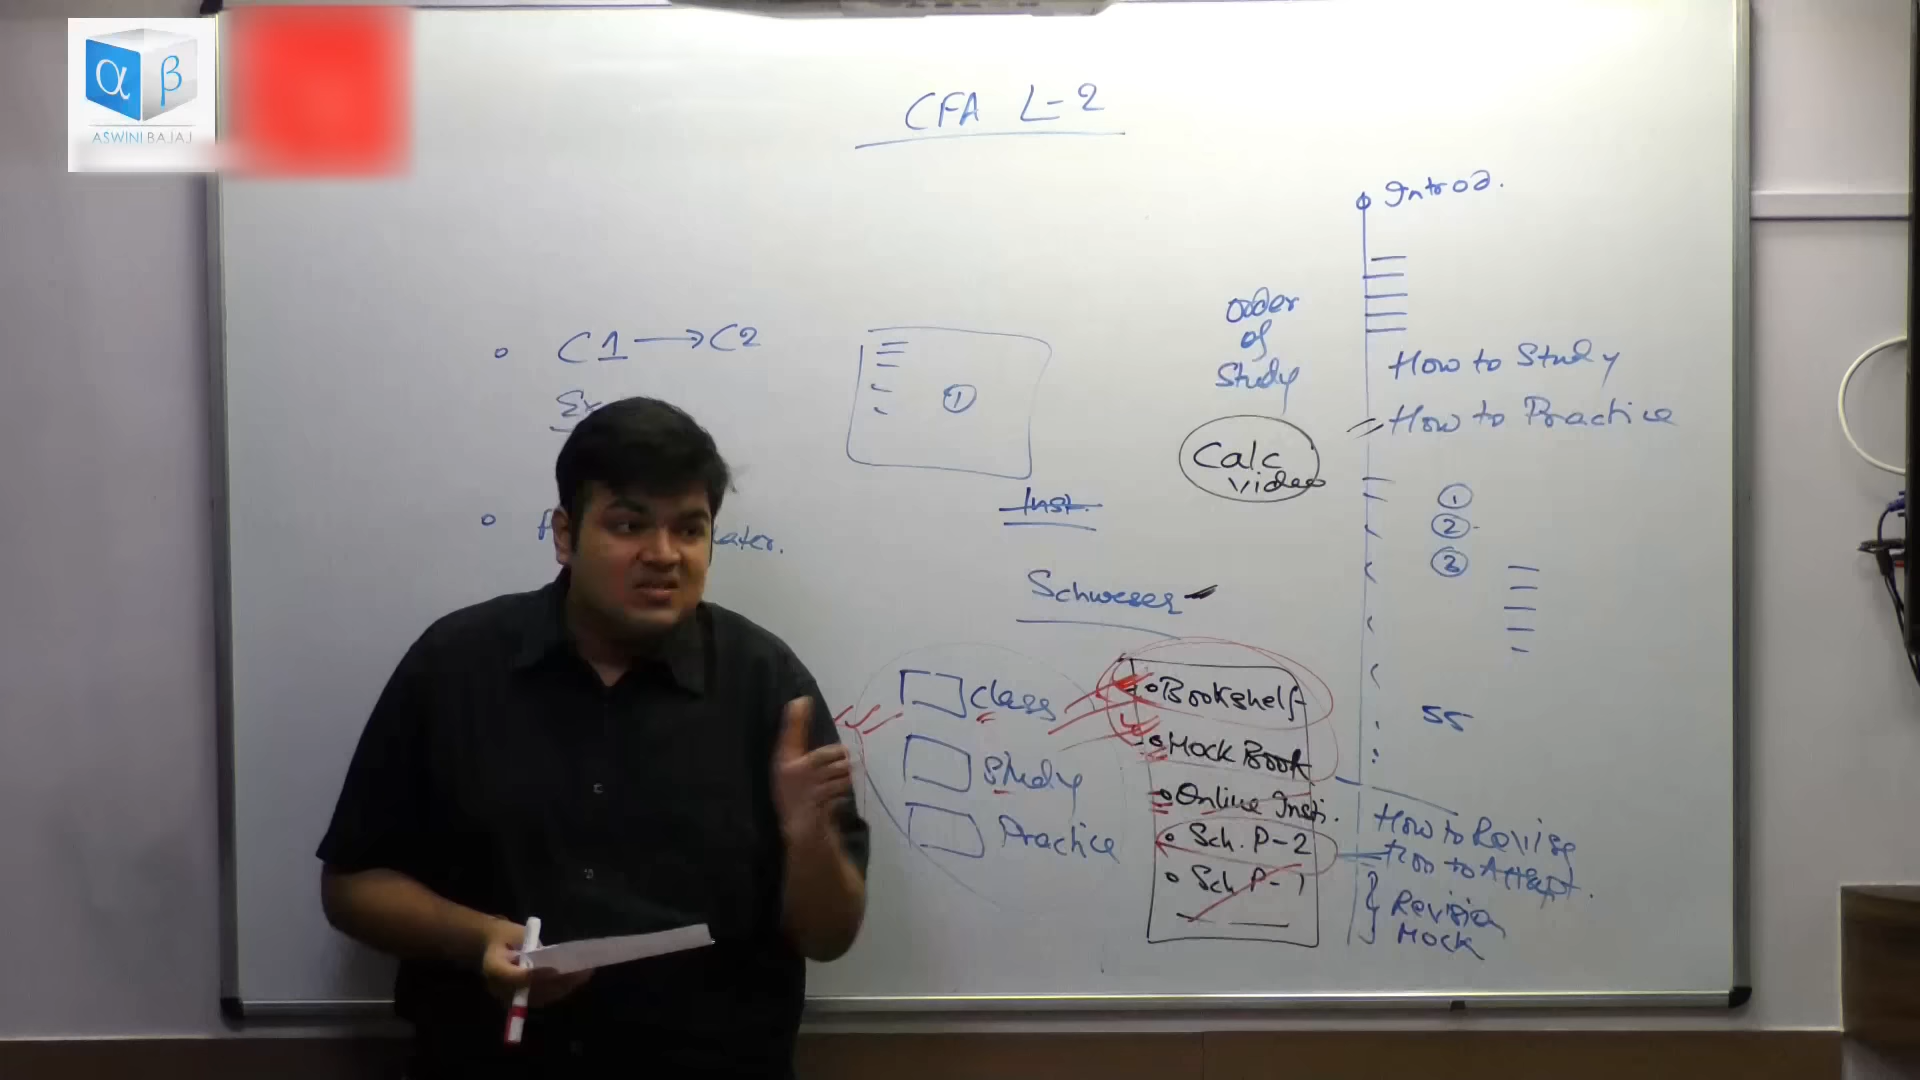 α β
ASWINI BAJAJ
CFA L-2
C1 → C2
later.
①
Inst.
Schweser
Class
Study
Practice
Bookshelf
Mock Book
Online Inst.
Sch. P-2
Sch P-1
Order
of
Study
Calc
video
Introd.
How to Study
How to Practice
①
②
③
55
How to Revise
How to Attempt.
Revision
Mock